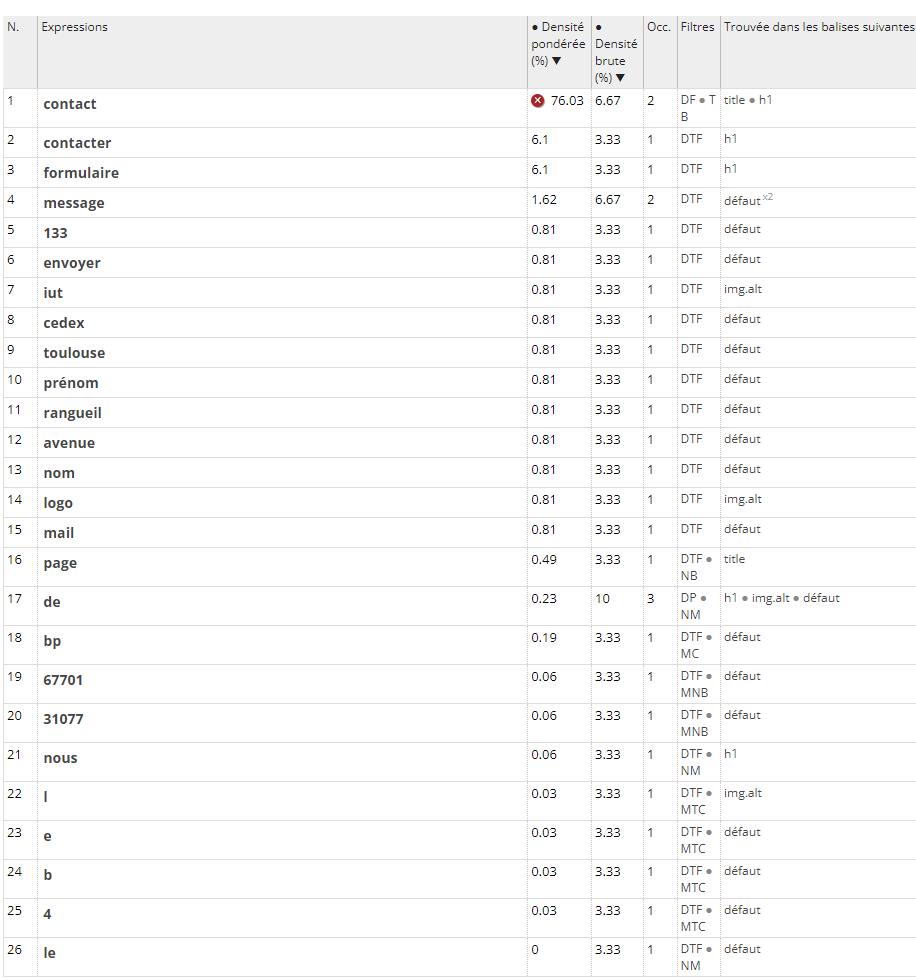 N. Expressions ● Densité pondérée (%) ▼ ● Densité brute (%) ▼ Occ. Filtres Trouvée dans les balises suivantes
1 contact 76.03 6.67 2 DF ● TB title ● h1
2 contacter 6.1 3.33 1 DTF h1
3 formulaire 6.1 3.33 1 DTF h1
4 message 1.62 6.67 2 DTF défaut x2
5 133 0.81 3.33 1 DTF défaut
6 envoyer 0.81 3.33 1 DTF défaut
7 iut 0.81 3.33 1 DTF img.alt
8 cedex 0.81 3.33 1 DTF défaut
9 toulouse 0.81 3.33 1 DTF défaut
10 prénom 0.81 3.33 1 DTF défaut
11 rangueil 0.81 3.33 1 DTF défaut
12 avenue 0.81 3.33 1 DTF défaut
13 nom 0.81 3.33 1 DTF défaut
14 logo 0.81 3.33 1 DTF img.alt
15 mail 0.81 3.33 1 DTF défaut
16 page 0.49 3.33 1 DTF ● NB title
17 de 0.23 10 3 DP ● NM h1 ● img.alt ● défaut
18 bp 0.19 3.33 1 DTF ● MC défaut
19 67701 0.06 3.33 1 DTF ● MNB défaut
20 31077 0.06 3.33 1 DTF ● MNB défaut
21 nous 0.06 3.33 1 DTF ● NM h1
22 l 0.03 3.33 1 DTF ● MTC img.alt
23 e 0.03 3.33 1 DTF ● MTC défaut
24 b 0.03 3.33 1 DTF ● MTC défaut
25 4 0.03 3.33 1 DTF ● MTC défaut
26 le 0 3.33 1 DTF ● NM défaut